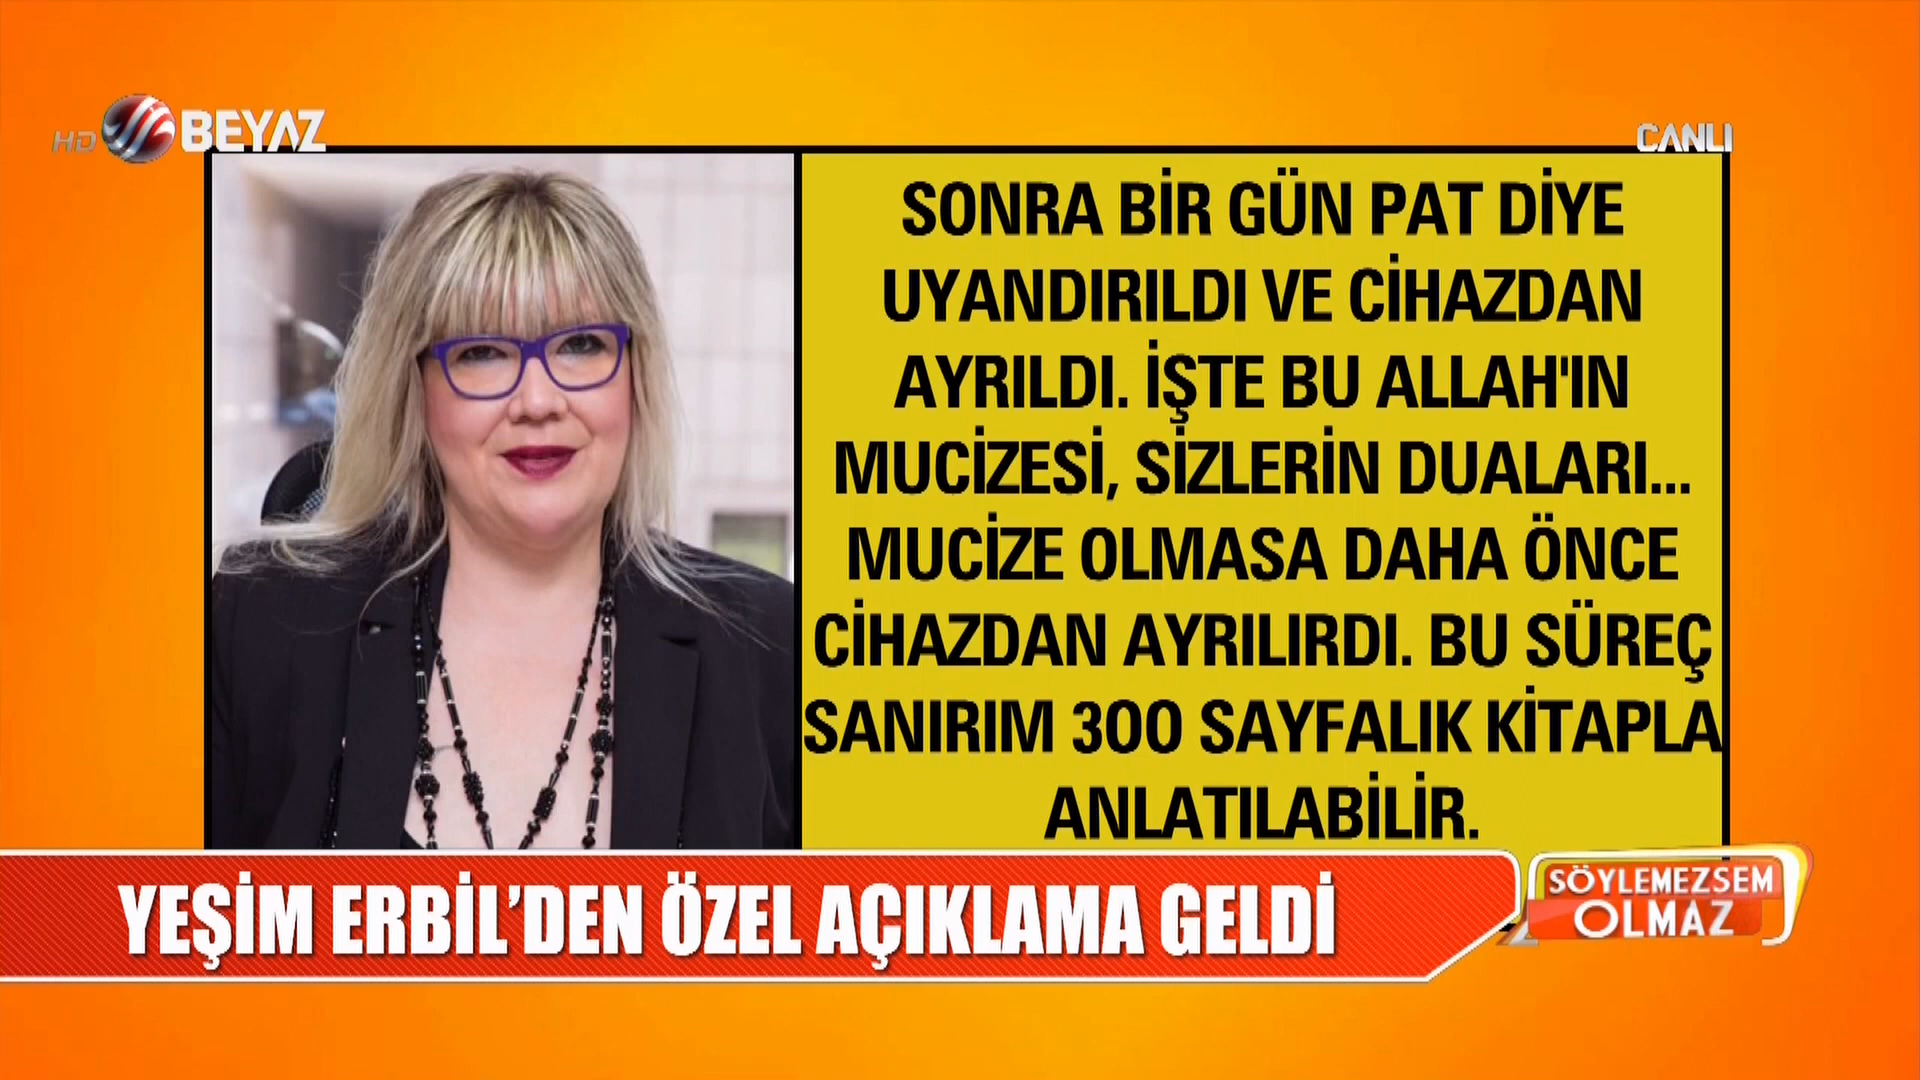 HD BEYAZ
CANLI
SONRA BİR GÜN PAT DİYE
UYANDIRILDI VE CİHAZDAN
AYRILDI. İŞTE BU ALLAH'IN
MUCİZESİ, SİZLERİN DUALARI...
MUCİZE OLMASA DAHA ÖNCE
CİHAZDAN AYRILIRDI. BU SÜREÇ
SANIRIM 300 SAYFALIK KİTAPLA
ANLATILABİLİR.
YEŞİM ERBİL’DEN ÖZEL AÇIKLAMA GELDİ
SÖYLEMEZSEM
OLMAZ